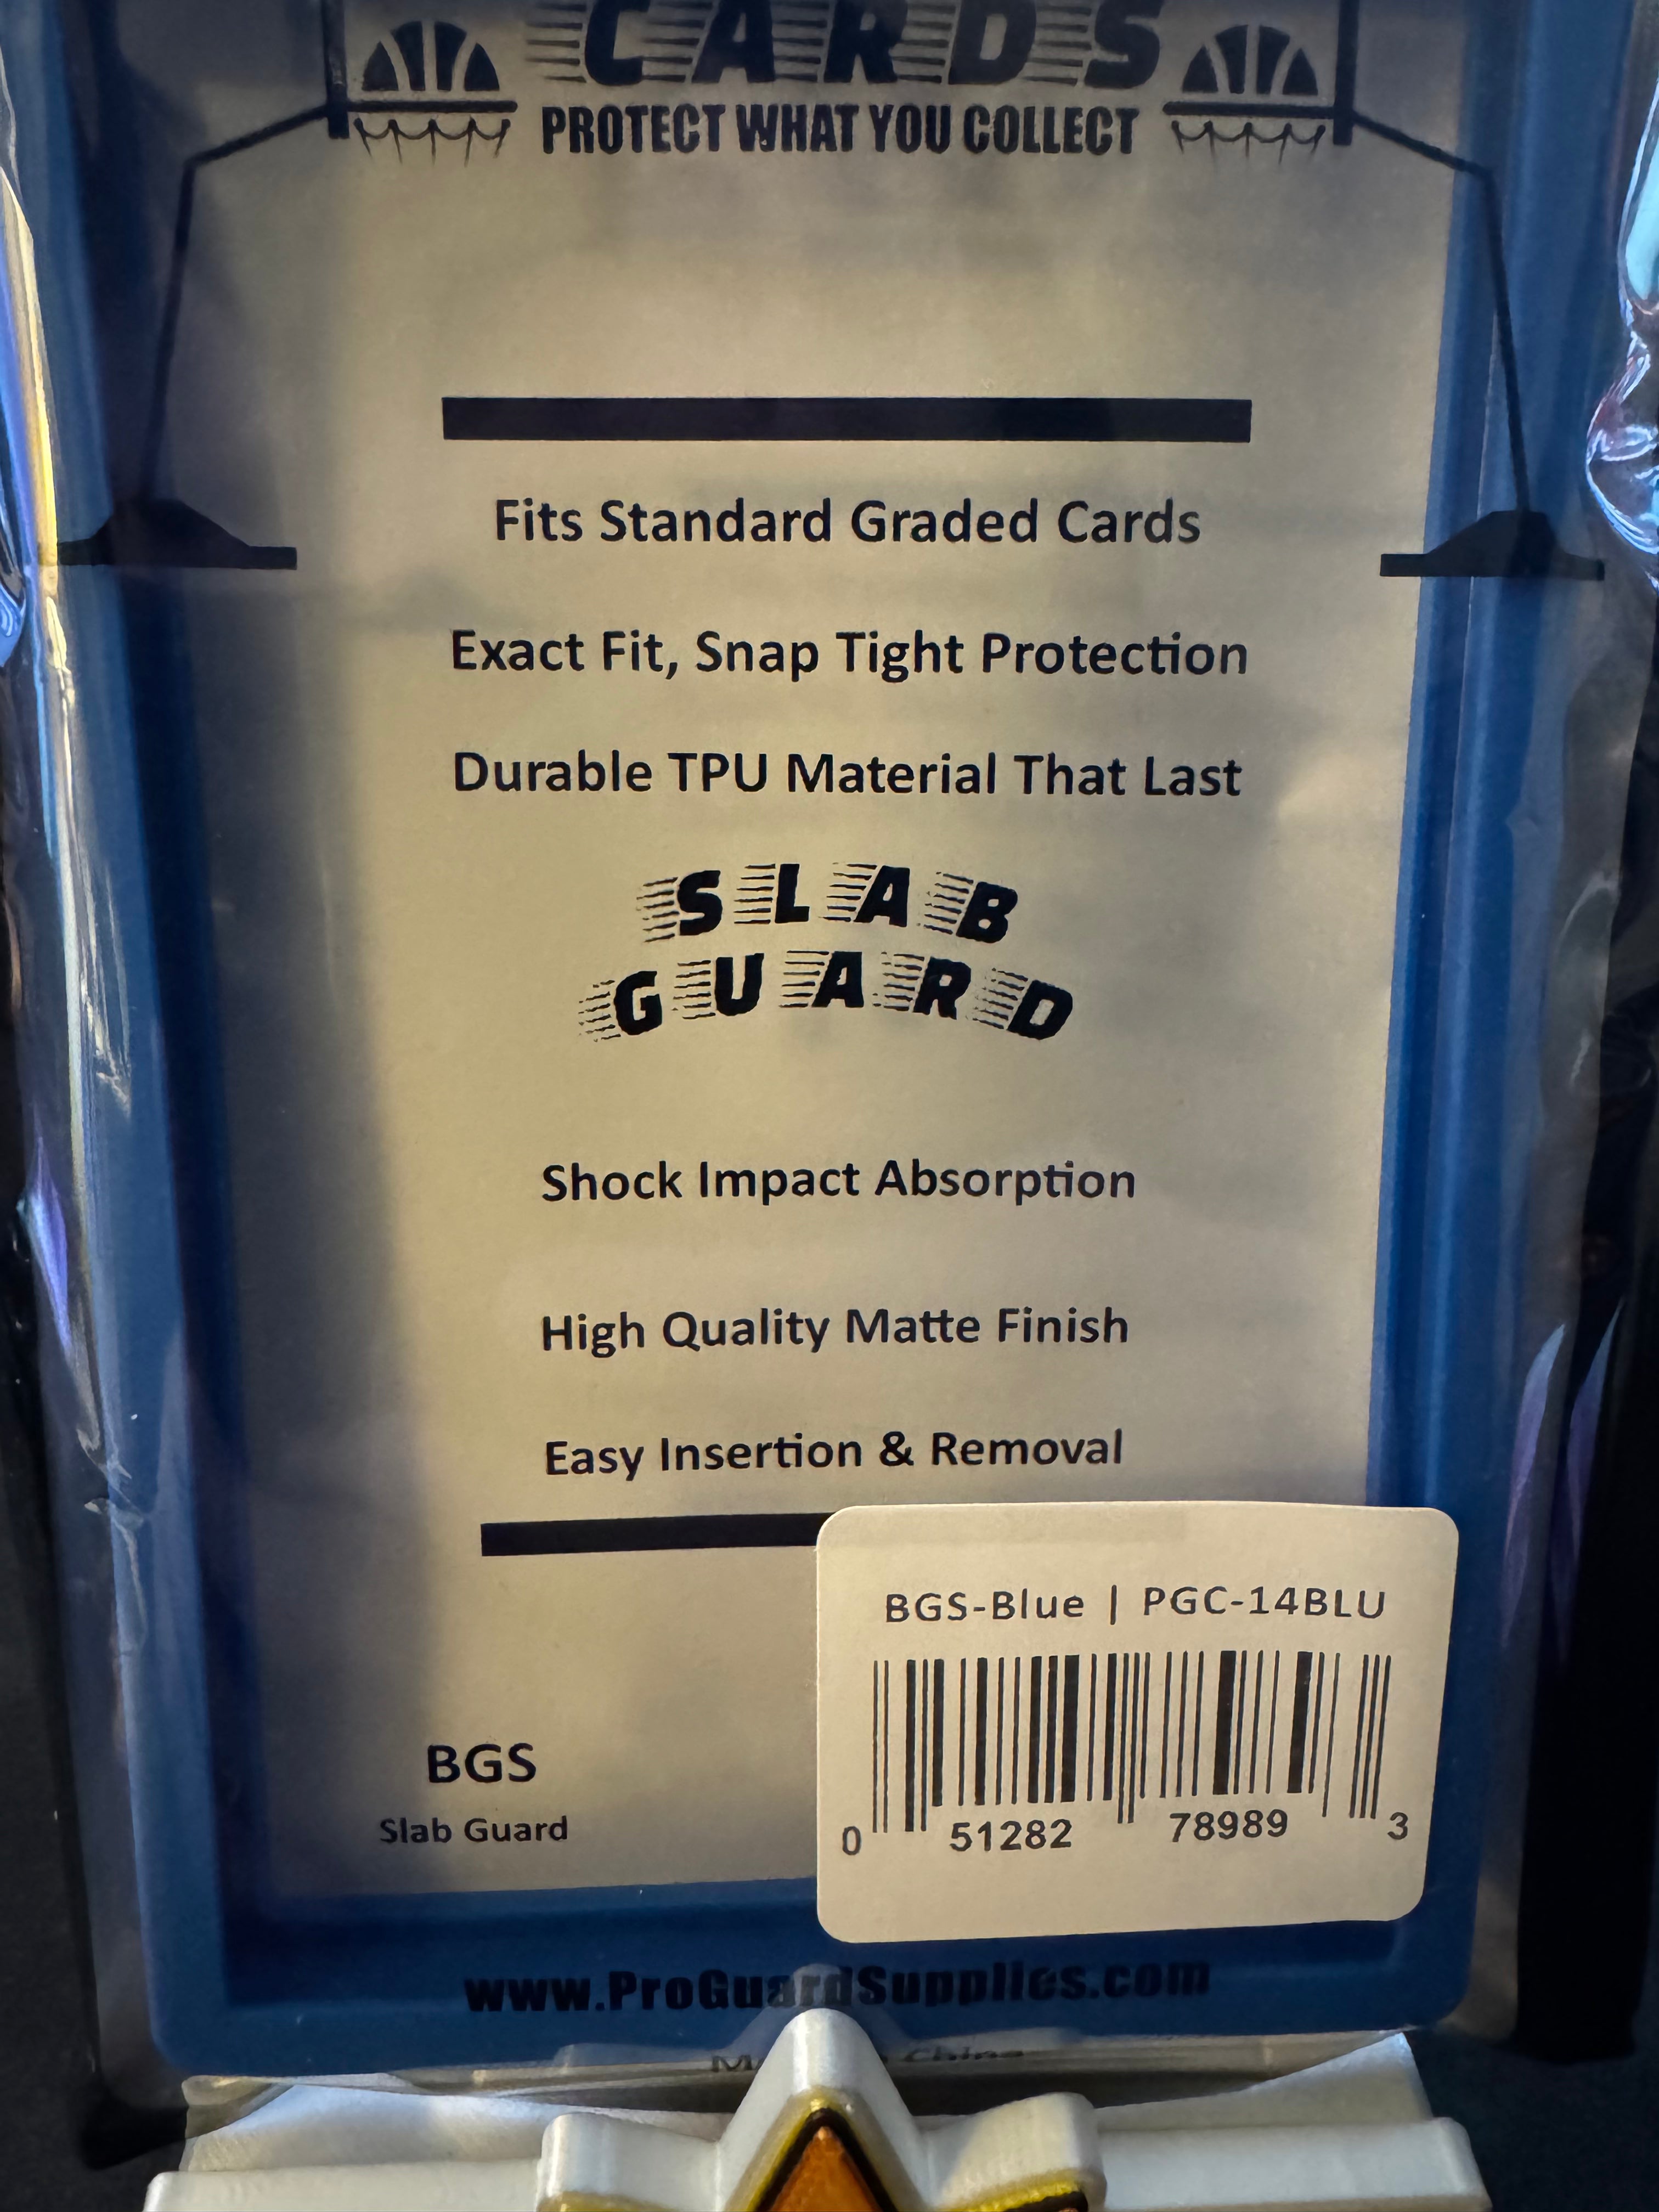 CARDS
PROTECT WHAT YOU COLLECT
Fits Standard Graded Cards
Exact Fit, Snap Tight Protection
Durable TPU Material That Last
SLAB
GUARD
Shock Impact Absorption
High Quality Matte Finish
Easy Insertion & Removal
BGS-Blue | PGC-14BLU
0 51282 78989 3
BGS
Slab Guard
www.ProGuardSupplies.com
China